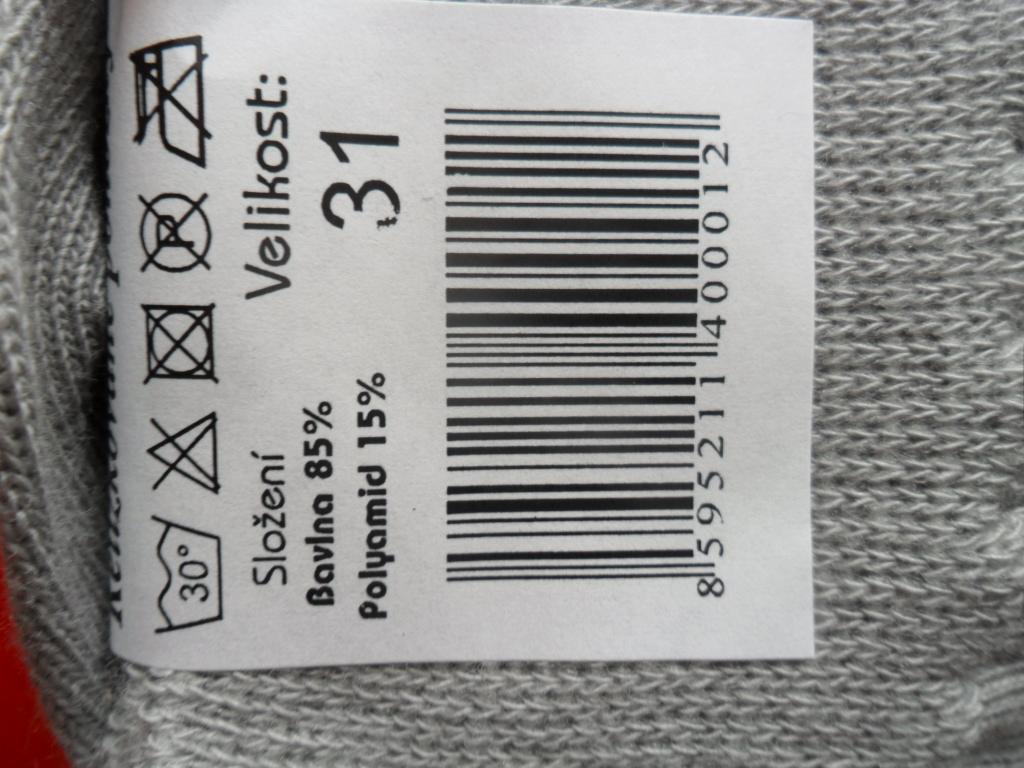 30°
P
Složení
Bavlna 85%
Polyamid 15%
Velikost:
31
8 595211 400012